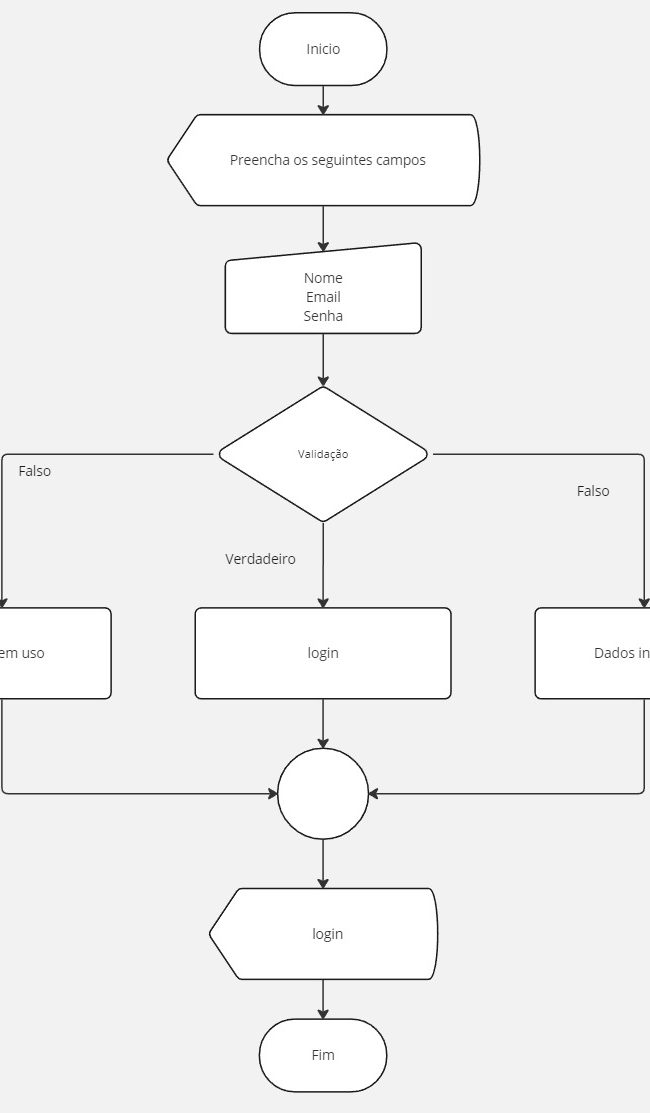 Inicio
Preencha os seguintes campos
Nome
Email
Senha
Validação
Falso
Falso
Verdadeiro
em uso
login
Dados in
login
Fim